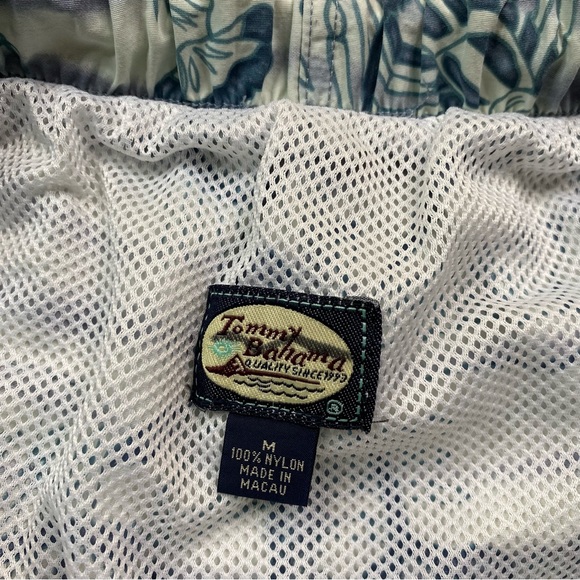 Tommy
Bahama
QUALITY SINCE 1993
®
M
100% NYLON
MADE IN
MACAU